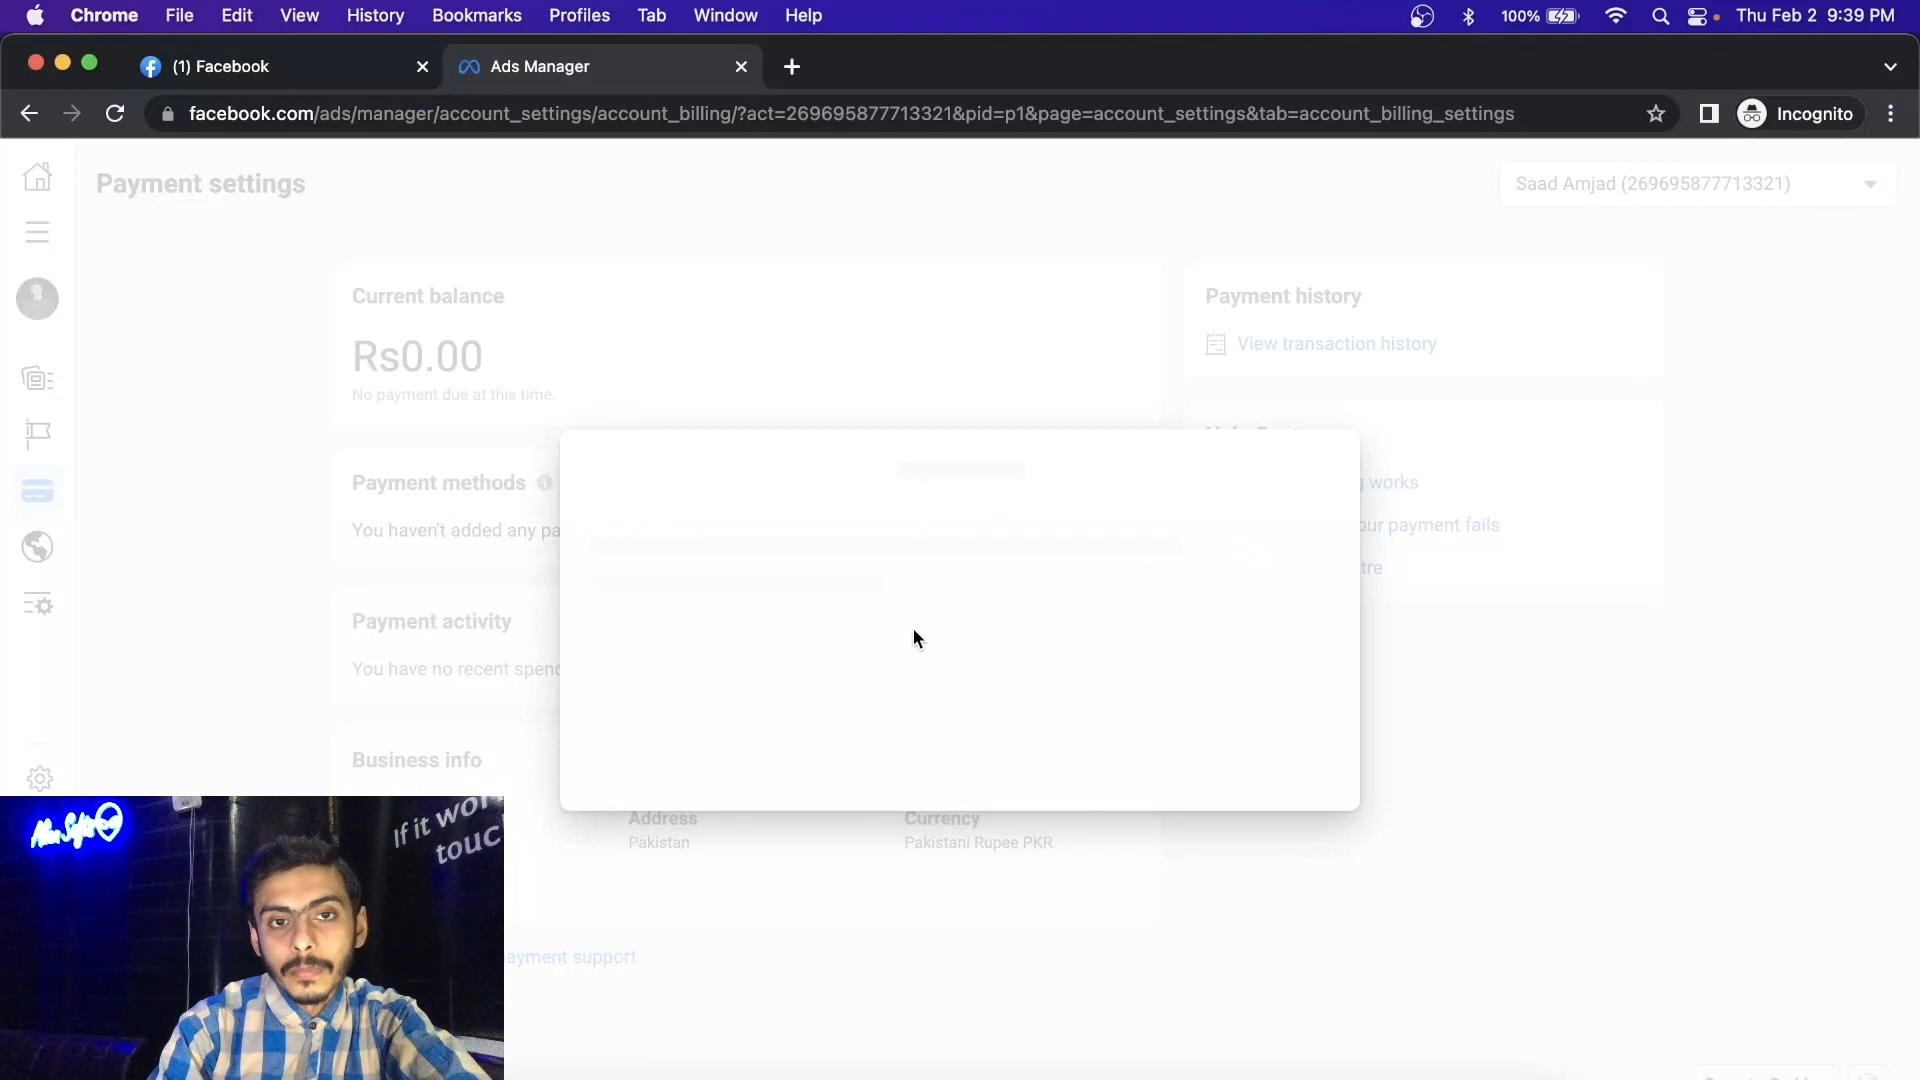 Chrome File Edit View History Bookmarks Profiles Tab Window Help 100% Thu Feb 2 9:39 PM
(1) Facebook Ads Manager
facebook.com/ads/manager/account_settings/account_billing/?act=269695877713321&pid=p1&page=account_settings&tab=account_billing_settings Incognito
Payment settings Saad Amjad (269695877713321)
Current balance Payment history
Rs0.00 View transaction history
No payment due at this time.
Payment methods works
You haven't added any pa our payment fails
tre
Payment activity
You have no recent spend
Business info
Address Currency
Pakistan Pakistani Rupee PKR
ayment support
If it wor
touc